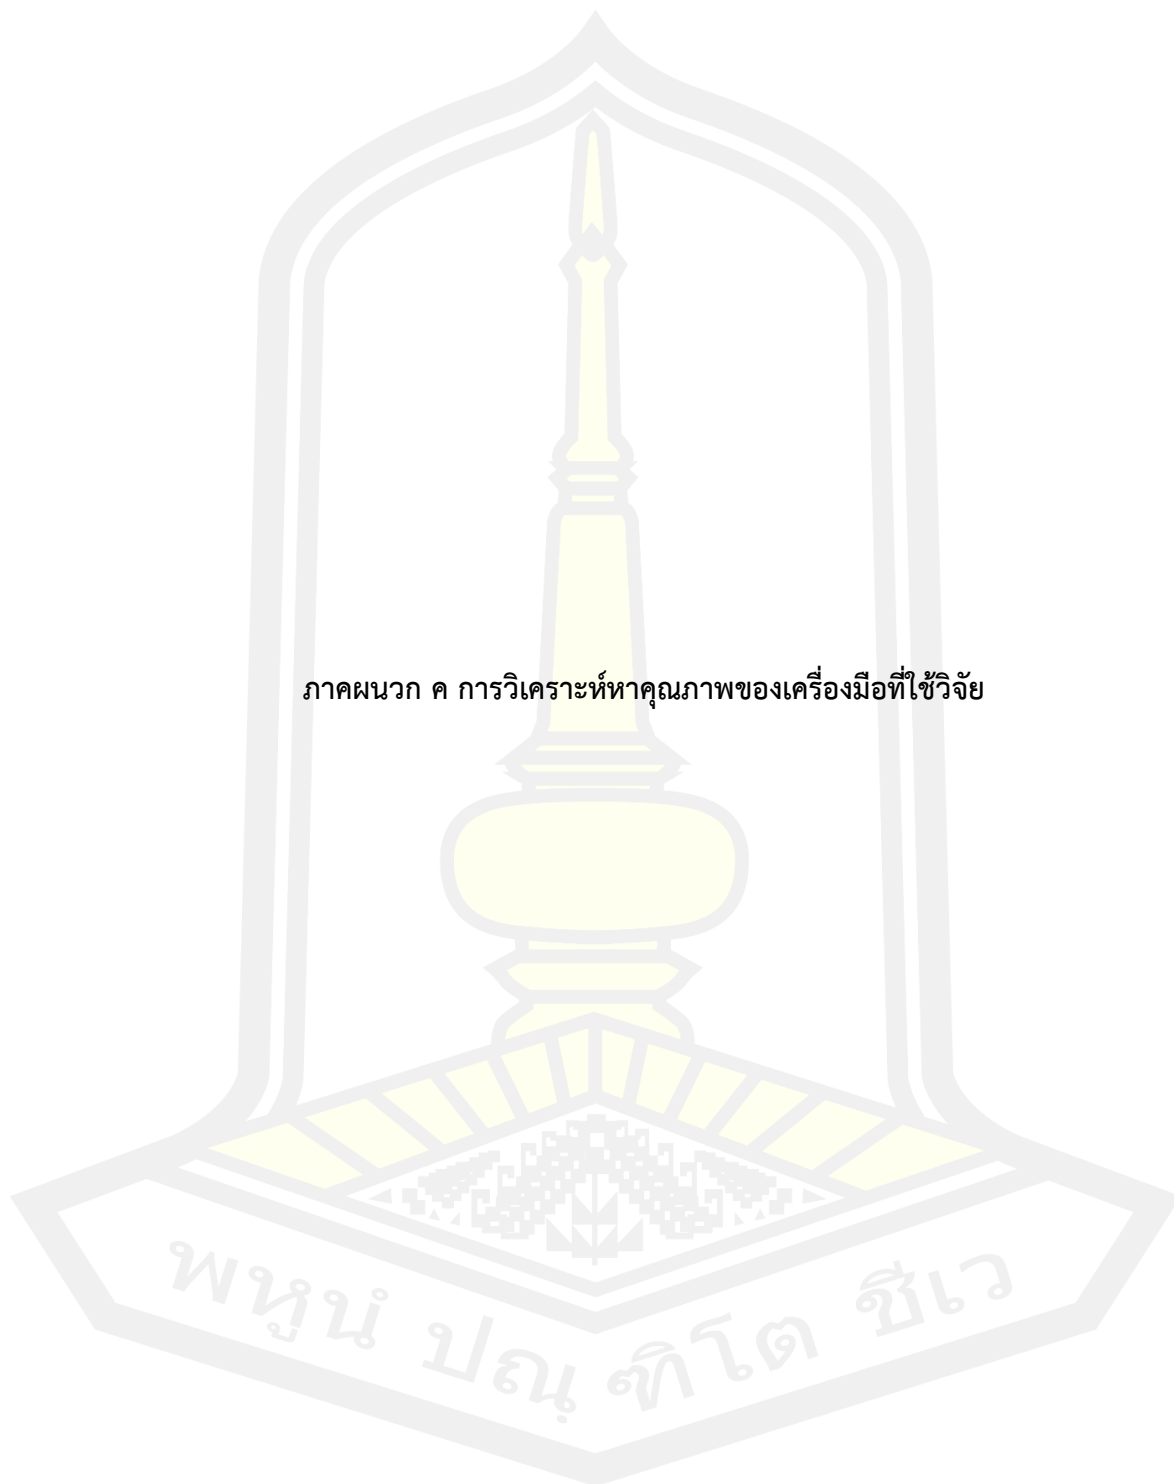 ภาคผนวก ค การวิเคราะห์หาคุณภาพของเครื่องมือที่ใช้วิจัย
พหูนํ ปณฺฑิโต ชีเว